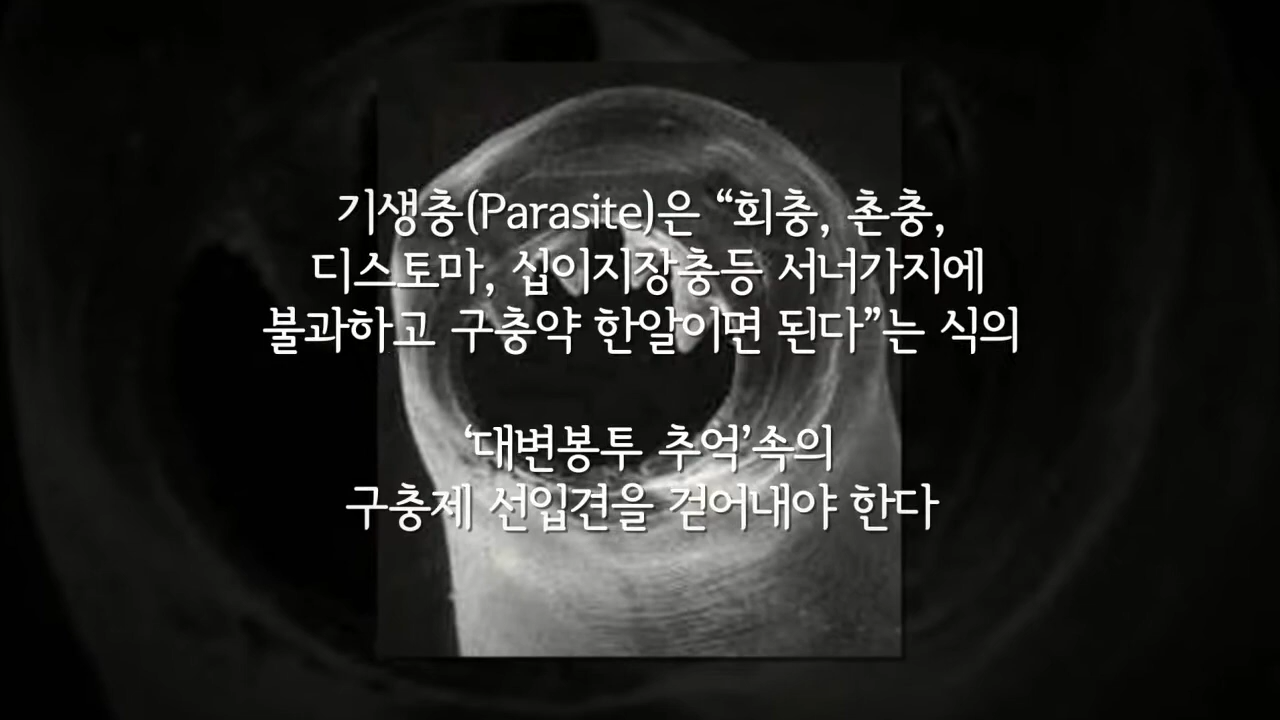 기생충(Parasite)은 “회충, 촌충,
디스토마, 십이지장충등 서너가지에
불과하고 구충약 한알이면 된다”는 식의
‘대변봉투 추억’속의
구충제 선입견을 걷어내야 한다